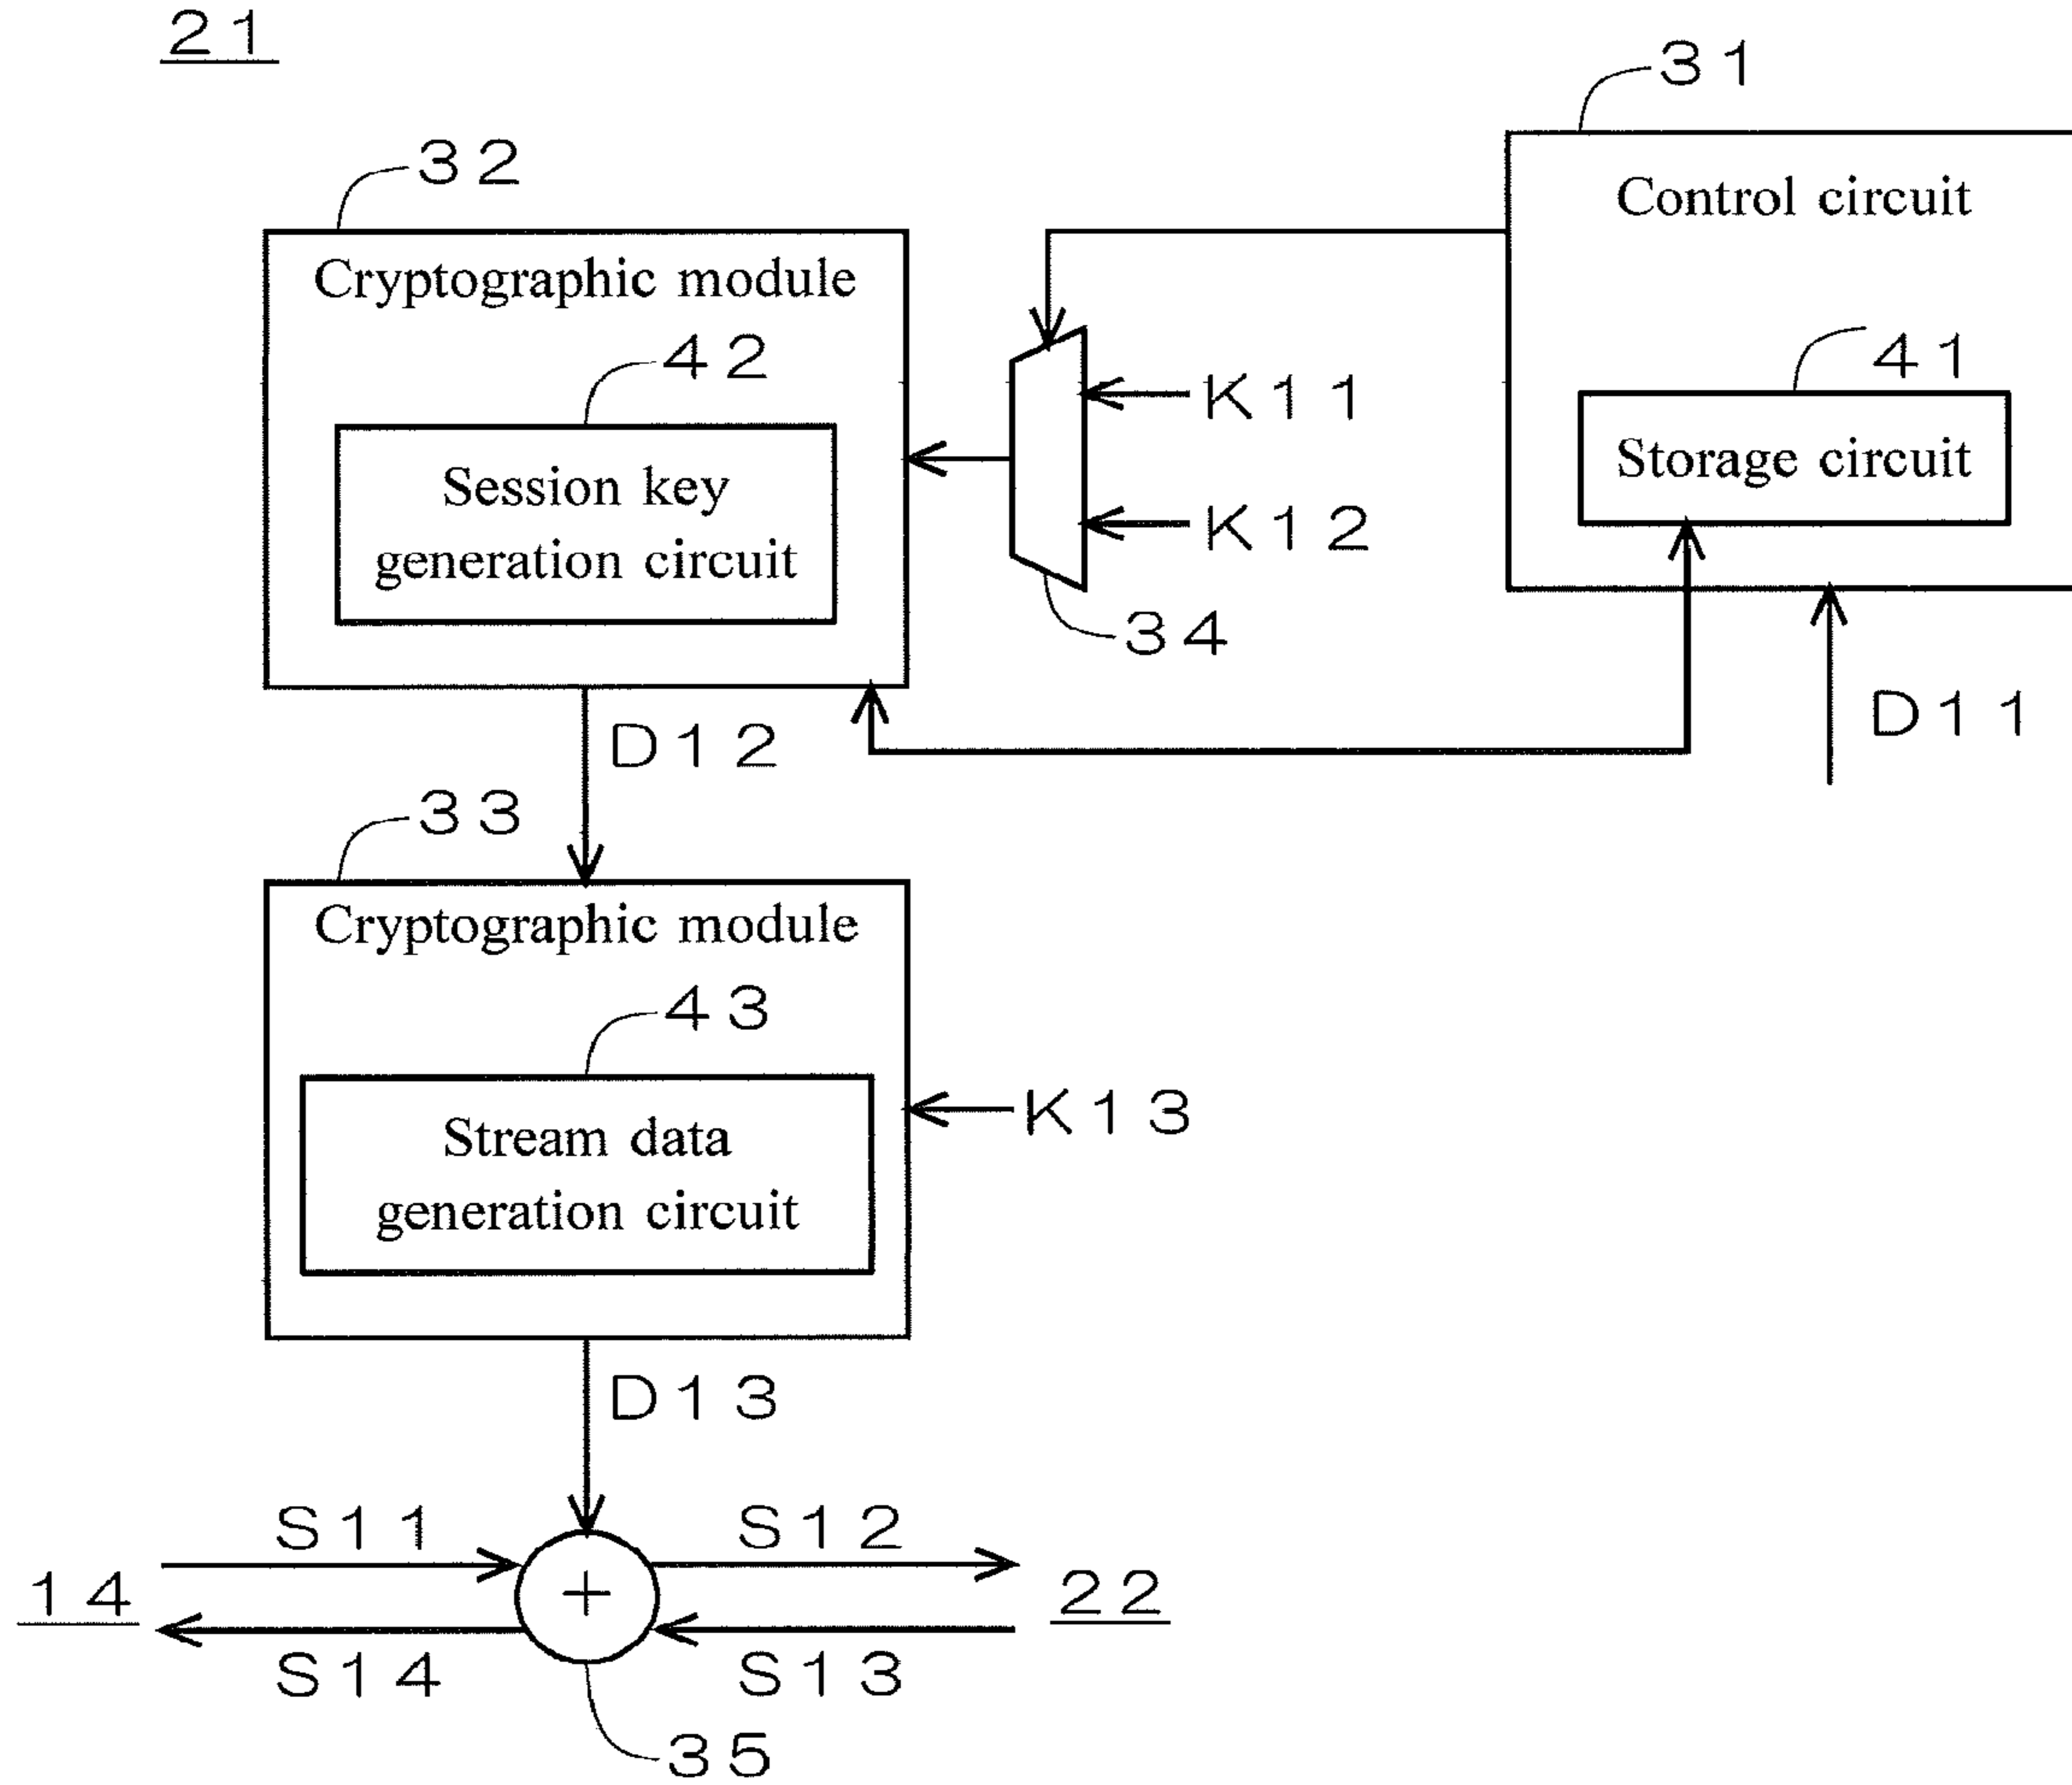 21
31
32
Control circuit
Cryptographic module
42
41
K11
Storage circuit
Session key
generation circuit
K12
34
D12
D11
33
Cryptographic module
43
K13
Stream data
generation circuit
D13
S11
S12
14
22
S14
S13
35